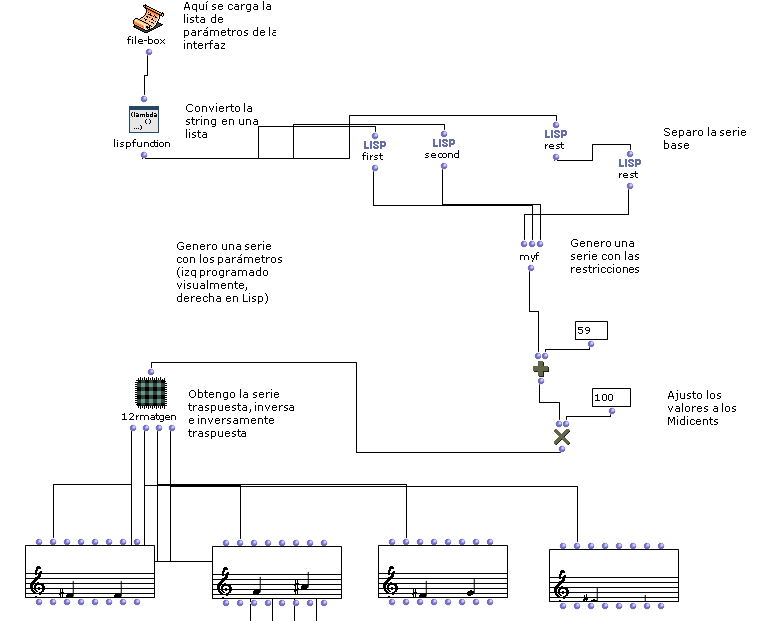 Aquí se carga la
lista de
parámetros de la
interfaz
file-box
Convierto la
string en una
lista
(lambda
()
...)
lispfunction
LISP
first
LISP
second
LISP
rest
LISP
rest
Separo la serie
base
Genero una serie
con los parámetros
(izq programado
visualmente,
derecha en Lisp)
myf
Genero una
serie con las
restricciones
59
100
Ajusto los
valores a los
Midicents
12rmatgen
Obtengo la serie
traspuesta, inversa
e inversamente
traspuesta